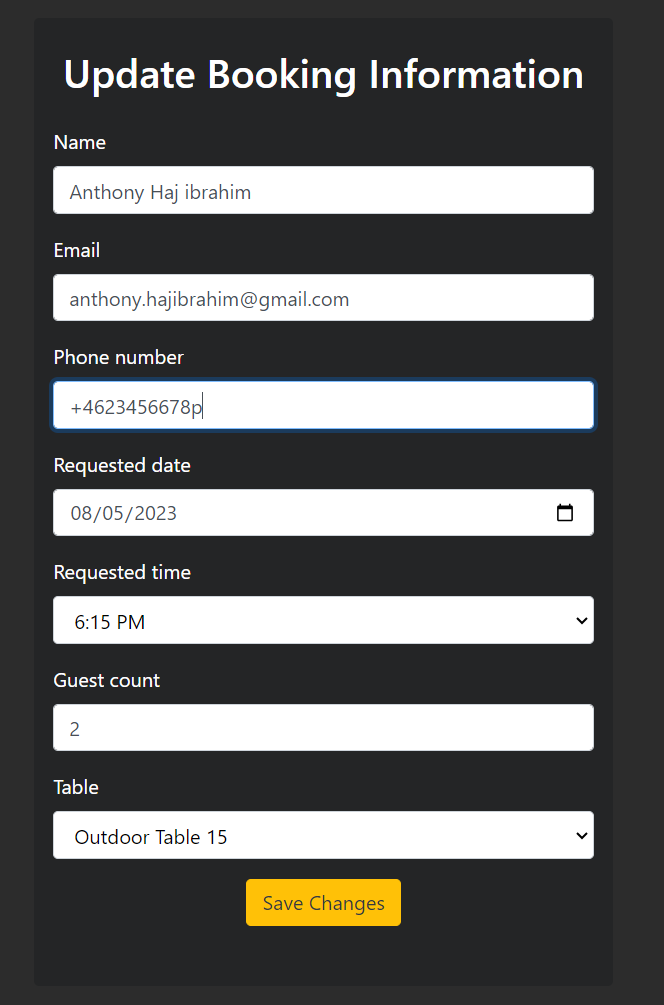 Update Booking Information
Name
Anthony Haj ibrahim
Email
anthony.hajibrahim@gmail.com
Phone number
+4623456678p
Requested date
08/05/2023
Requested time
6:15 PM
Guest count
2
Table
Outdoor Table 15
Save Changes